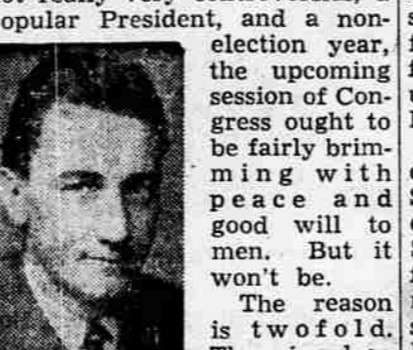 opular President, and a non-
election year,
the upcoming
session of Con-
gress ought to
be fairly brim-
ming with
peace and
good will to
men. But it
won't be.
The reason
is twofold.